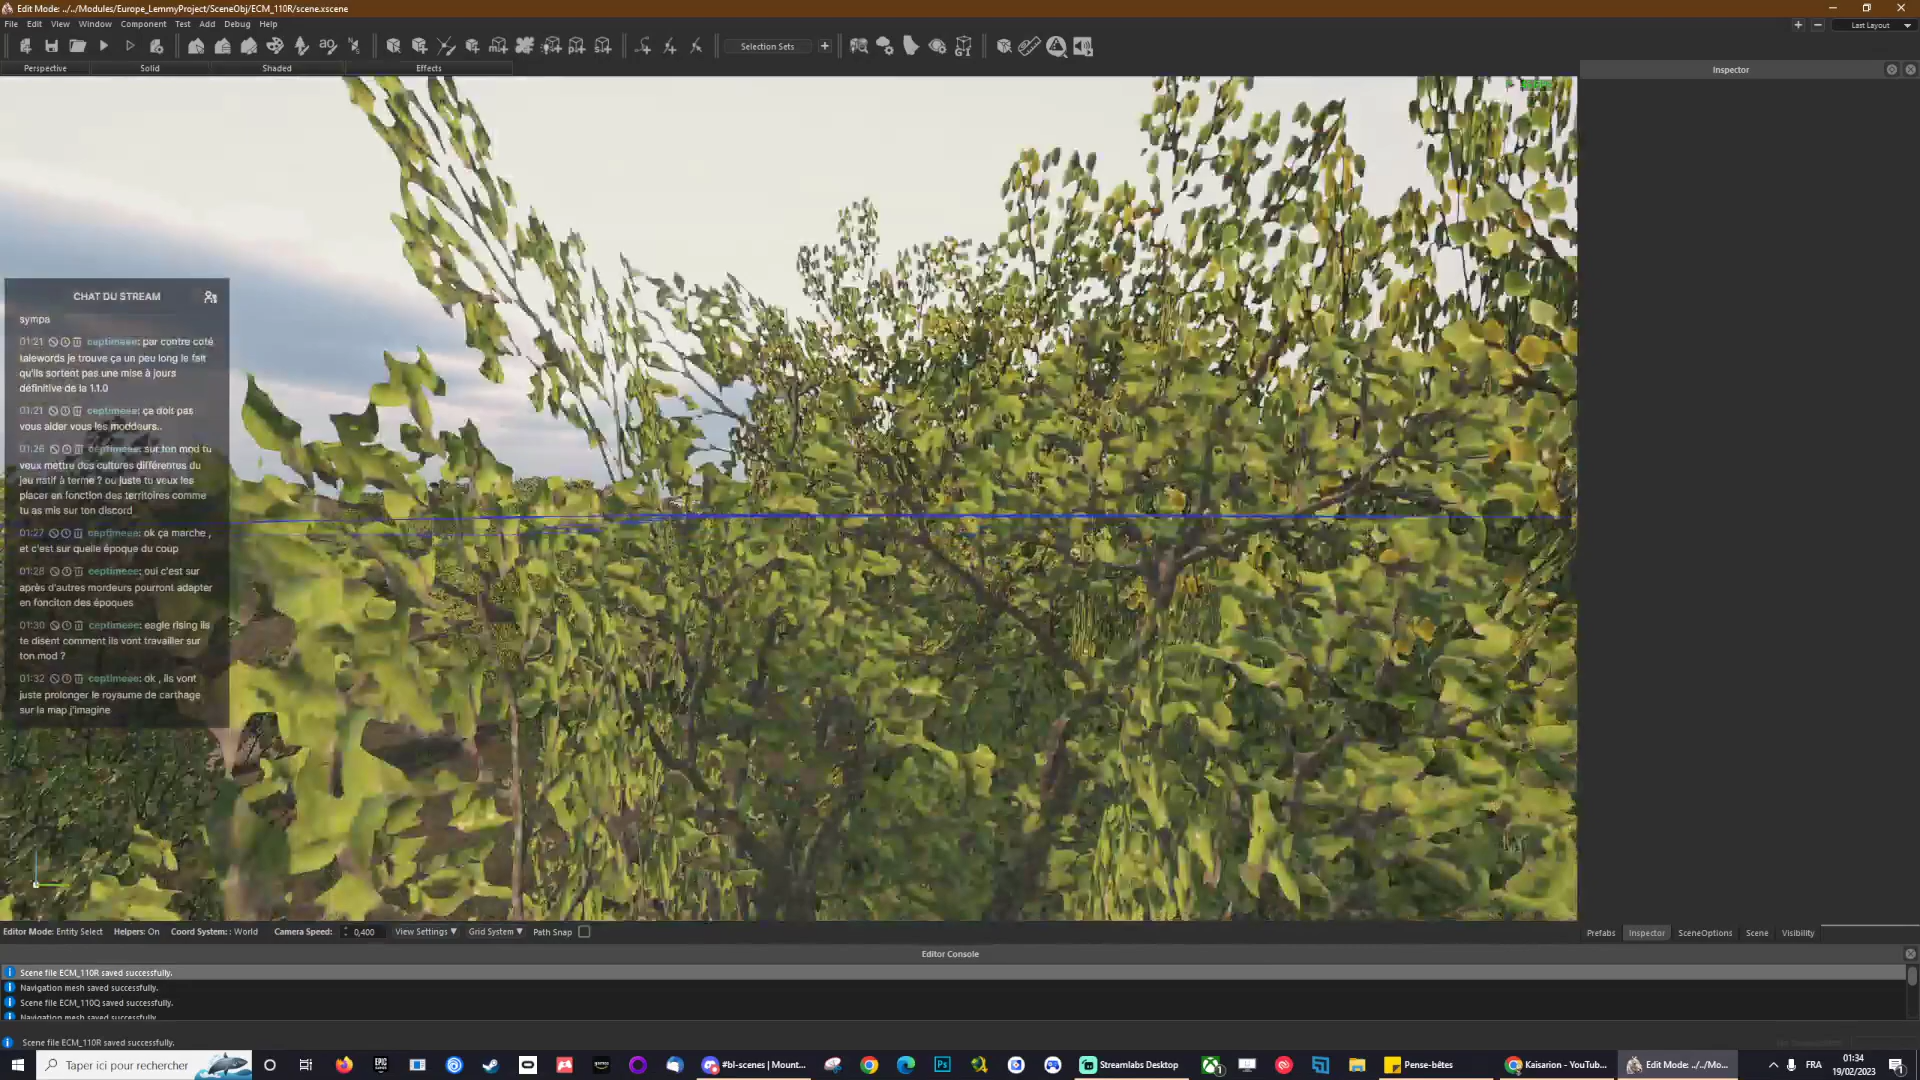 Edit Mode: ../../Modules/Europe_LemmyProject/SceneObj/ECM_110R/scene.xscene
File Edit View Window Component Test Add Debug Help
Last Layout
Selection Sets
Perspective Solid Shaded Effects
Inspector
CHAT DU STREAM
sympa
01:21 ceptimeee: par contre coté
talewords je trouve ça un peu long le fait
qu'ils sortent pas une mise à jours
définitive de la 1.1.0
01:21 ceptimeee: ça doit pas
vous aider vous les moddeurs..
01:26 ceptimeee: sur ton mod tu
veux mettre des cultures différentes du
jeu natif à terme ? ou juste tu veux les
placer en fonction des territoires comme
tu as mis sur ton discord
01:27 ceptimeee: ok ça marche ,
et c'est sur quelle époque du coup
01:28 ceptimeee: oui c'est sur
après d'autres mordeurs pourront adapter
en fonciton des époques
01:30 ceptimeee: eagle rising ils
te disent comment ils vont travailler sur
ton mod ?
01:32 ceptimeee: ok , ils vont
juste prolonger le royaume de carthage
sur la map j'imagine
Editor Mode: Entity Select Helpers: On Coord System: : World Camera Speed: 0,400 View Settings Grid System Path Snap
Prefabs Inspector SceneOptions Scene Visibility
Editor Console
Scene file ECM_110R saved successfully.
Navigation mesh saved successfully.
Scene file ECM_110Q saved successfully.
Navigation mesh saved successfully.
Scene file ECM_110R saved successfully.
Taper ici pour rechercher
#bl-scenes | Mount...
Streamlabs Desktop
Pense-bêtes
Kaisarion - YouTub...
Edit Mode: ../../Mo...
FRA
01:34
19/02/2023